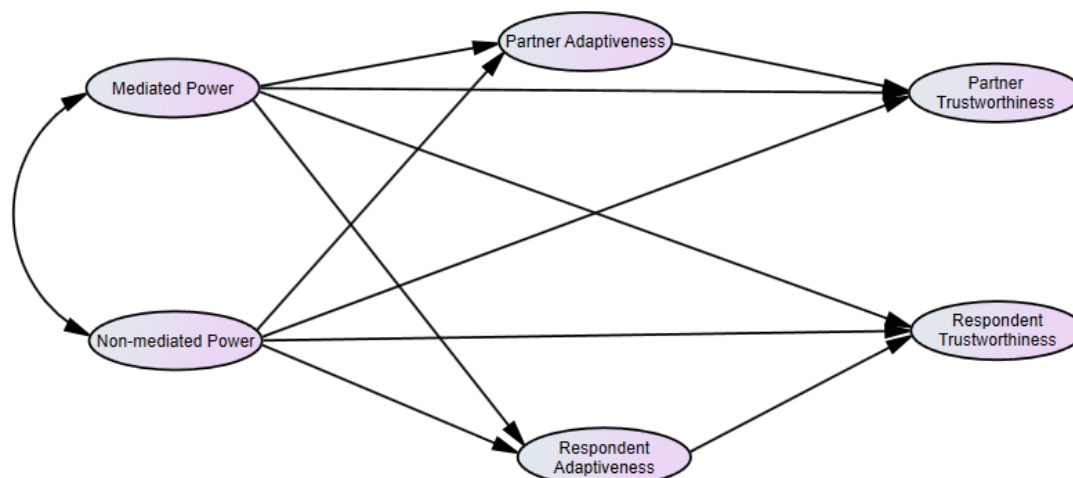 Partner Adaptiveness
Mediated Power
Partner
Trustworthiness
Non-mediated Power
Respondent
Trustworthiness
Respondent
Adaptiveness